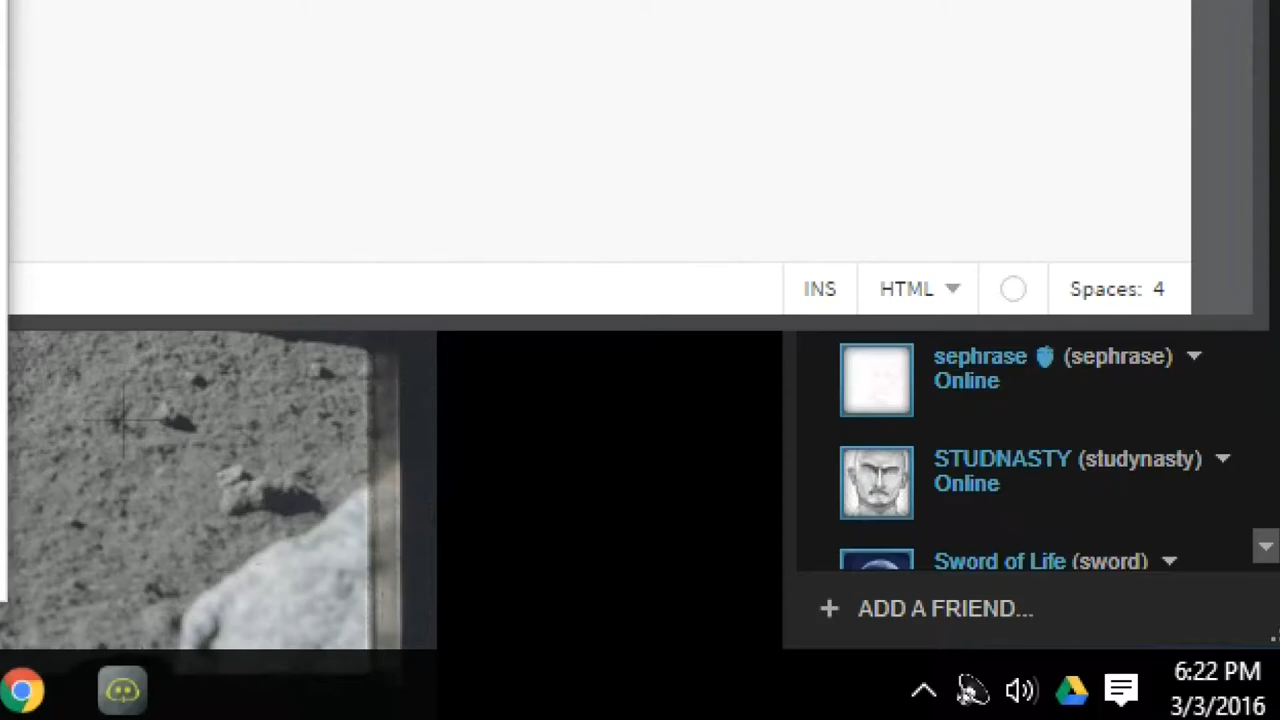 INS HTML Spaces: 4
sephrase (sephrase)
Online
STUDNASTY (studynasty)
Online
Sword of Life (sword)
+ ADD A FRIEND...
6:22 PM
3/3/2016